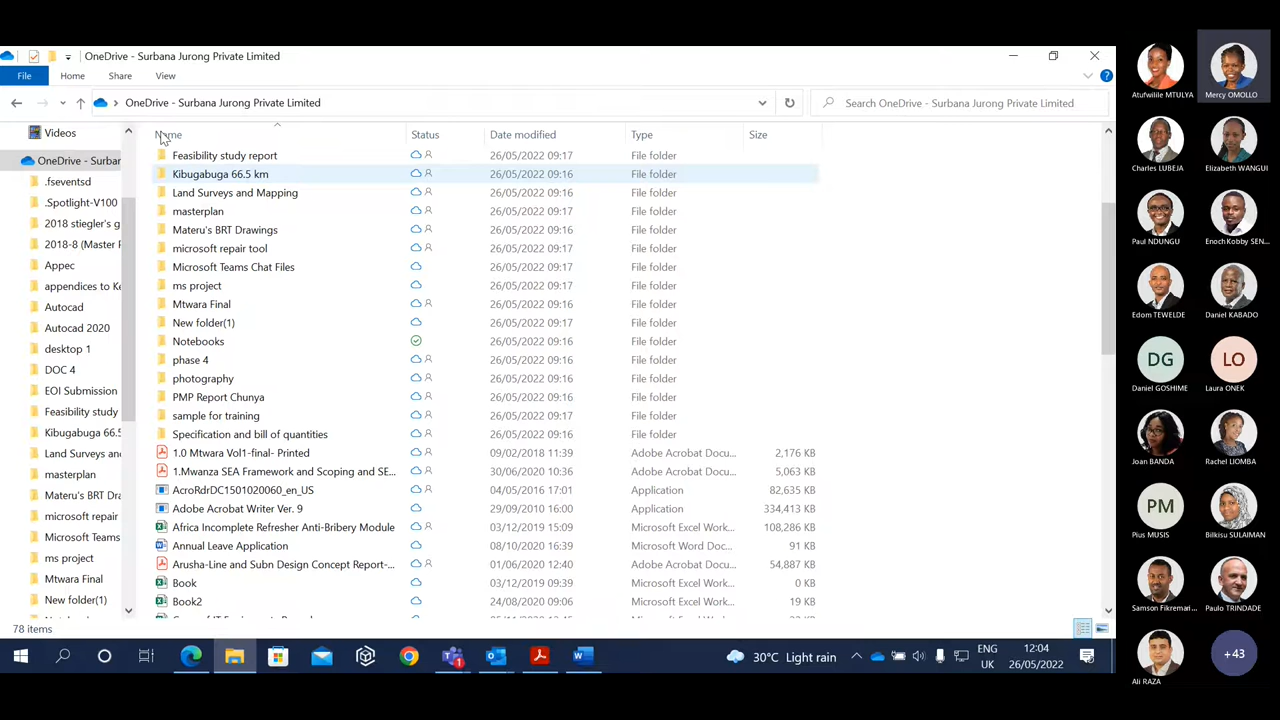 OneDrive - Surbana Jurong Private Limited
File Home Share View
OneDrive - Surbana Jurong Private Limited
Search OneDrive - Surbana Jurong Private Limited
Videos
OneDrive - Surbar
.fseventsd
.Spotlight-V100
2018 stiegler's g
2018-8 (Master P
Appec
appendices to Ke
Autocad
Autocad 2020
desktop 1
DOC 4
EOI Submission
Feasibility study
Kibugabuga 66.5
Land Surveys anc
masterplan
Materu's BRT Dra
microsoft repair
Microsoft Teams
ms project
Mtwara Final
New folder(1)
Name Status Date modified Type Size
Feasibility study report 26/05/2022 09:17 File folder
Kibugabuga 66.5 km 26/05/2022 09:16 File folder
Land Surveys and Mapping 26/05/2022 09:16 File folder
masterplan 26/05/2022 09:17 File folder
Materu's BRT Drawings 26/05/2022 09:16 File folder
microsoft repair tool 26/05/2022 09:17 File folder
Microsoft Teams Chat Files 26/05/2022 09:17 File folder
ms project 26/05/2022 09:17 File folder
Mtwara Final 26/05/2022 09:16 File folder
New folder(1) 26/05/2022 09:17 File folder
Notebooks 26/05/2022 09:16 File folder
phase 4 26/05/2022 09:17 File folder
photography 26/05/2022 09:16 File folder
PMP Report Chunya 26/05/2022 09:16 File folder
sample for training 26/05/2022 09:17 File folder
Specification and bill of quantities 26/05/2022 09:16 File folder
1.0 Mtwara Vol1-final- Printed 09/02/2018 11:39 Adobe Acrobat Docu... 2,176 KB
1.Mwanza SEA Framework and Scoping and SE... 30/06/2020 10:36 Adobe Acrobat Docu... 5,063 KB
AcroRdrDC1501020060_en_US 04/05/2016 17:01 Application 82,635 KB
Adobe Acrobat Writer Ver. 9 29/09/2010 16:00 Application 334,413 KB
Africa Incomplete Refresher Anti-Bribery Module 03/12/2019 15:09 Microsoft Excel Work... 108,286 KB
Annual Leave Application 08/10/2020 16:39 Microsoft Word Doc... 91 KB
Arusha-Line and Subn Design Concept Report-... 01/06/2020 12:40 Adobe Acrobat Docu... 54,887 KB
Book 03/12/2019 09:39 Microsoft Excel Work... 0 KB
Book2 24/08/2020 09:06 Microsoft Excel Work... 19 KB
78 items
30°C Light rain
ENG
UK
12:04
26/05/2022
Atufwilile MTULYA Mercy OMOLLO
Charles LUBEJA Elizabeth WANGUI
Paul NDUNGU Enoch Kobby SEN...
Edom TEWELDE Daniel KABADO
DG LO
Daniel GOSHIME Laura ONEK
Joan BANDA Rachel LIOMBA
PM
Pius MUSIS Bilkisu SULAIMAN
Samson Fikremari... Paulo TRINDADE
+43
Ali RAZA